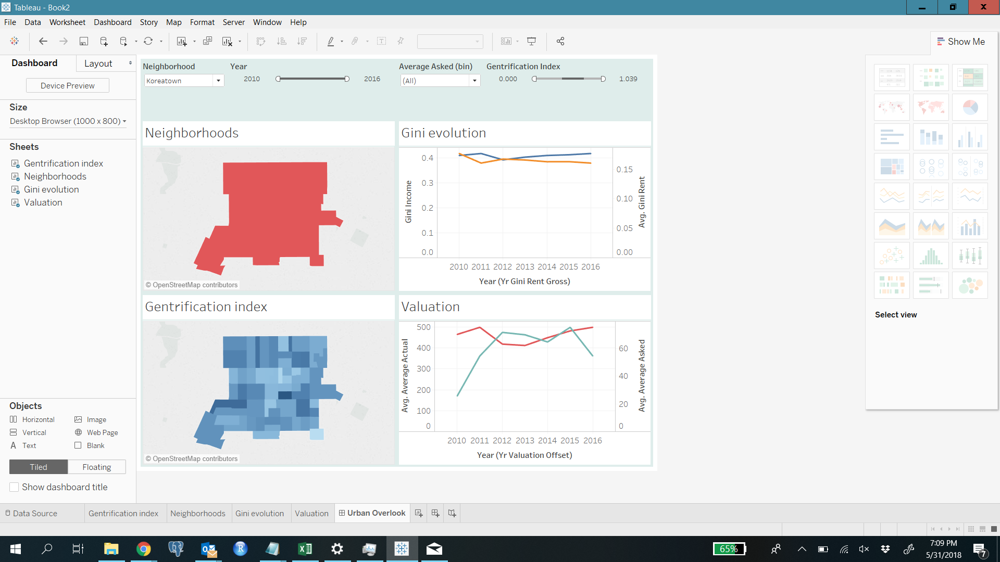 Tableau - Book2
File Data Worksheet Dashboard Story Map Format Server Window Help
Show Me
Dashboard Layout
Device Preview
Size
Desktop Browser (1000 x 800)
Sheets
Gentrification index
Neighborhoods
Gini evolution
Valuation
Objects
Horizontal Image
Vertical Web Page
A Text Blank
Tiled Floating
Show dashboard title
Neighborhood Year Average Asked (bin) Gentrification Index
Koreatown 2010 2016 (All) 0.000 1.039
Neighborhoods
© OpenStreetMap contributors
Gini evolution
Gini Income
0.4
0.3
0.2
0.1
0.0
0.15
0.10
0.05
0.00
Avg. Gini Rent
2010 2011 2012 2013 2014 2015 2016
Year (Yr Gini Rent Gross)
Gentrification index
© OpenStreetMap contributors
Valuation
Avg. Average Actual
500
400
300
200
100
0
60
40
20
0
Avg. Average Asked
2010 2011 2012 2013 2014 2015 2016
Year (Yr Valuation Offset)
Select view
Data Source Gentrification index Neighborhoods Gini evolution Valuation Urban Overlook
65%
7:09 PM
5/31/2018
7